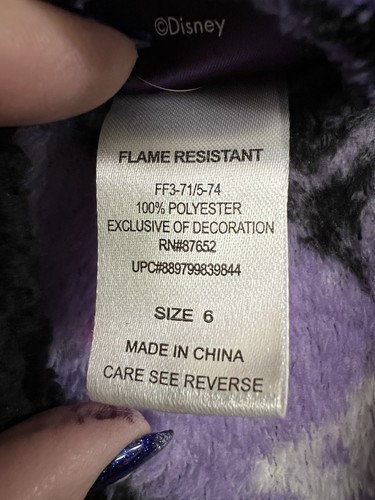 ©Disney
FLAME RESISTANT
FF3-71/5-74
100% POLYESTER
EXCLUSIVE OF DECORATION
RN#87652
UPC#889799839844
SIZE 6
MADE IN CHINA
CARE SEE REVERSE